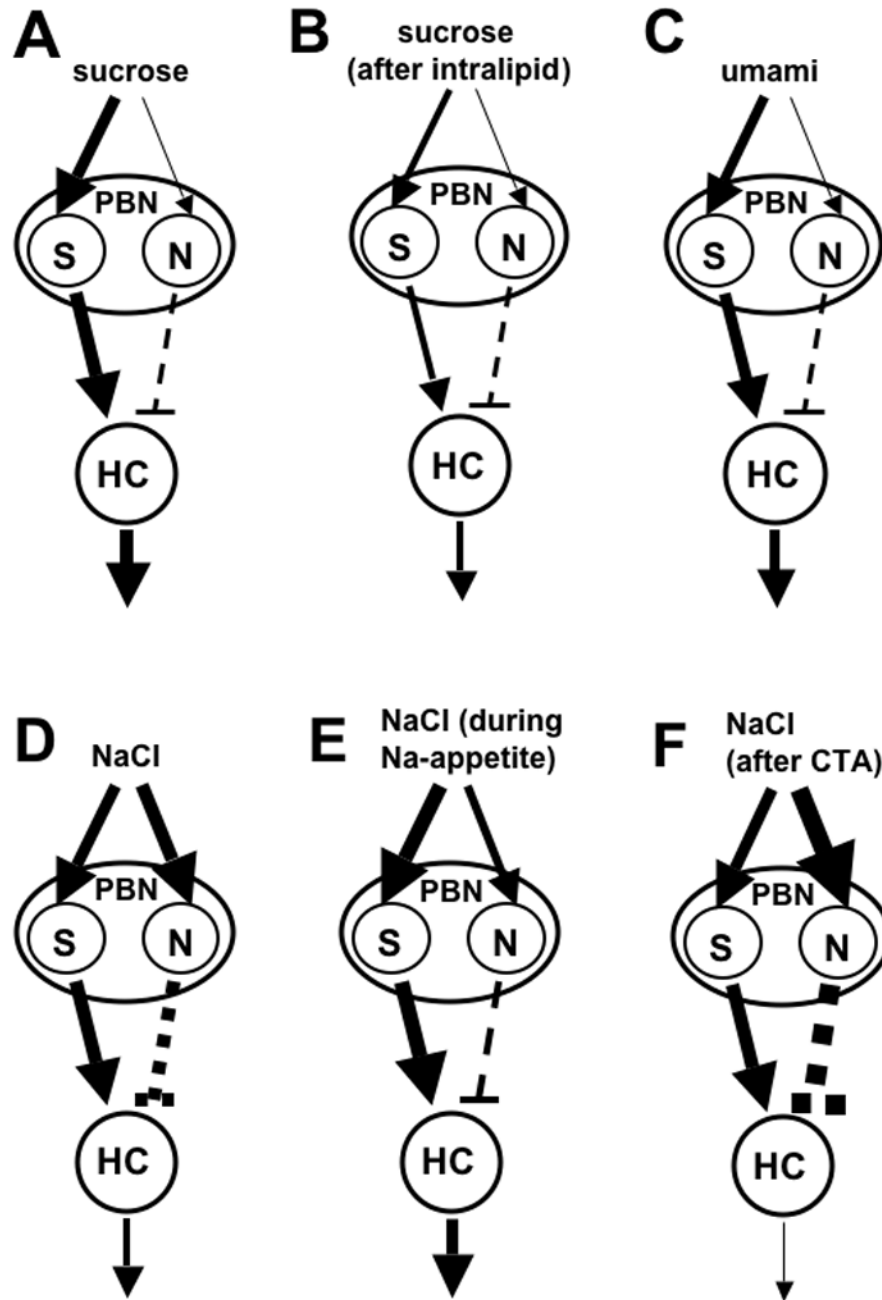 A
sucrose
PBN
S N
HC
B
sucrose
(after intralipid)
PBN
S N
HC
C
umami
PBN
S N
HC
D
NaCl
PBN
S N
HC
E
NaCl (during
Na-appetite)
PBN
S N
HC
F
NaCl
(after CTA)
PBN
S N
HC